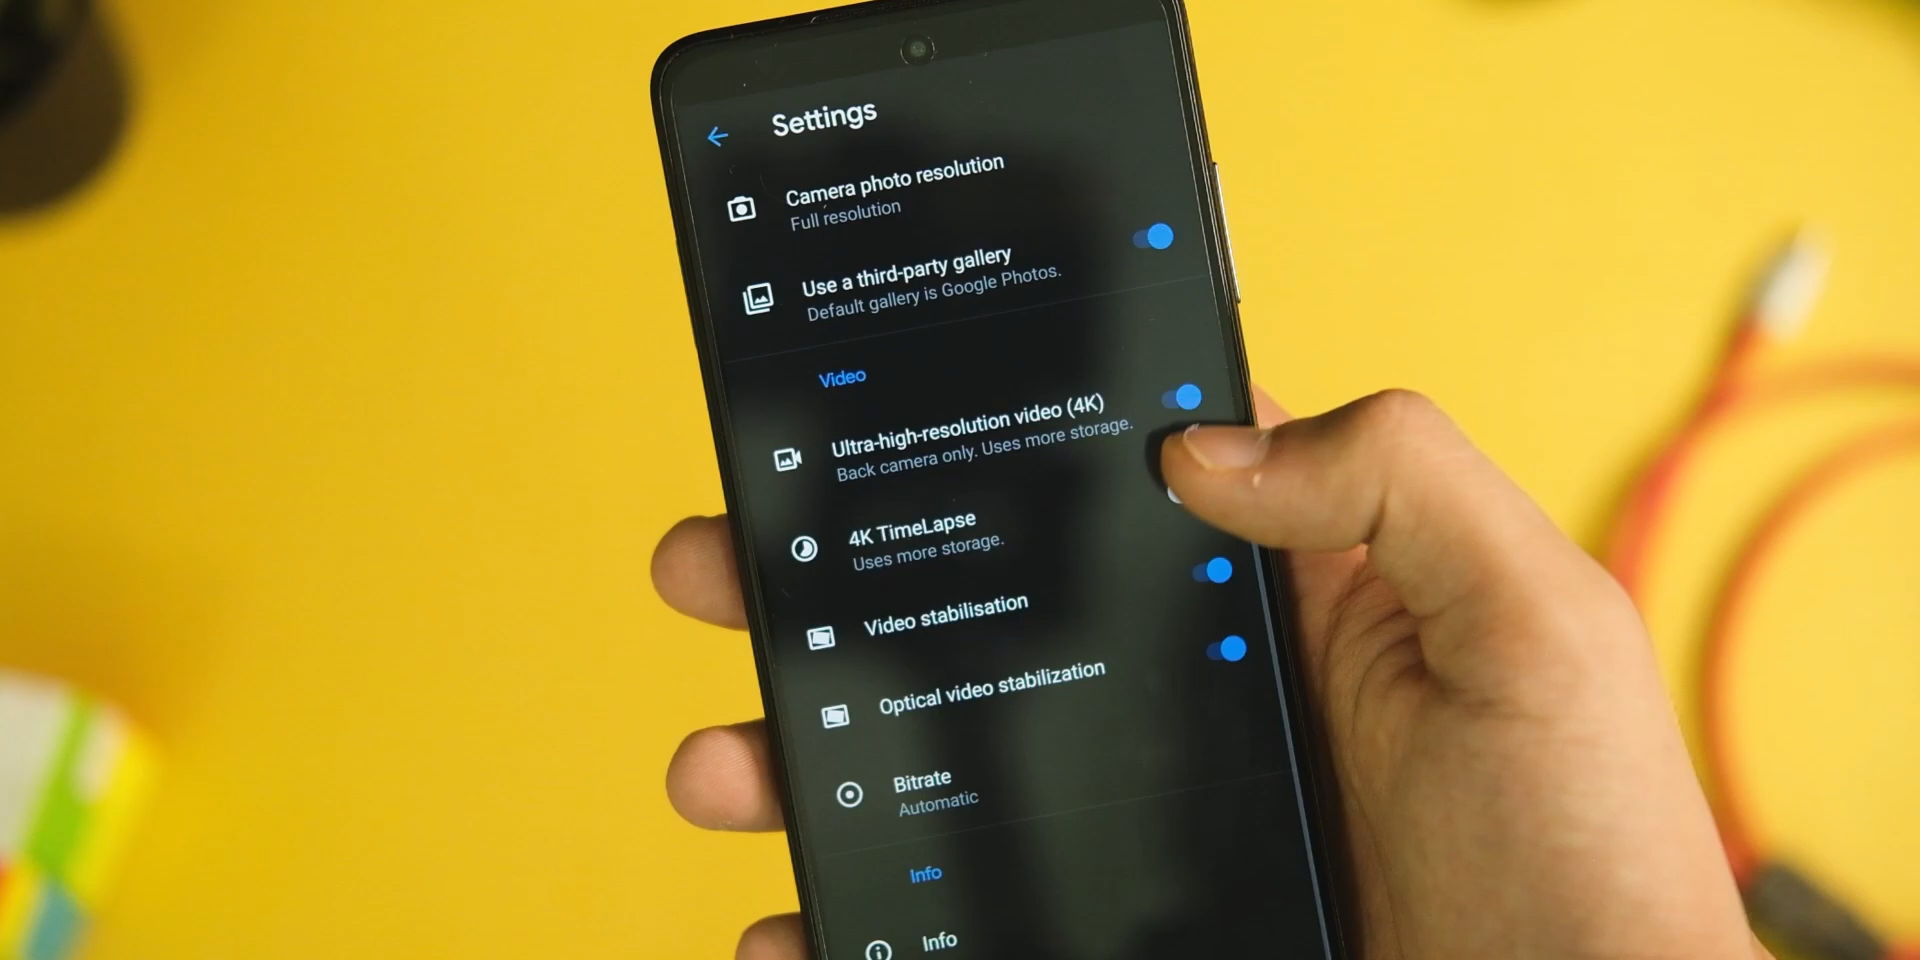 Settings
Camera photo resolution
Full resolution
Use a third-party gallery
Default gallery is Google Photos.
Video
Ultra-high-resolution video (4K)
Back camera only. Uses more storage.
4K TimeLapse
Uses more storage.
Video stabilisation
Optical video stabilization
Bitrate
Automatic
Info
Info